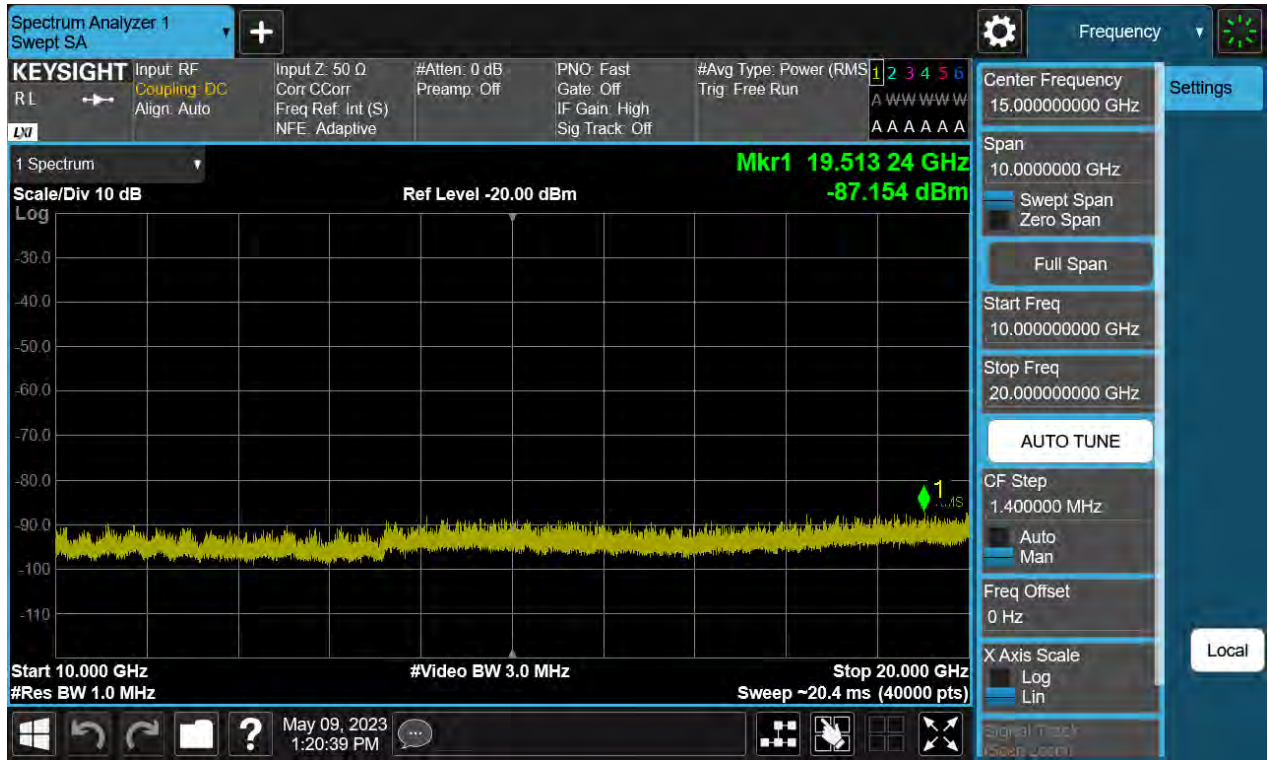 Spectrum Analyzer 1
Swept SA
Frequency
KEYSIGHT
RL
LXI
Input: RF
Coupling: DC
Align: Auto
Input Z: 50 Ω
Corr CCorr
Freq Ref: Int (S)
NFE: Adaptive
#Atten: 0 dB
Preamp: Off
PNO: Fast
Gate: Off
IF Gain: High
Sig Track: Off
#Avg Type: Power (RMS
Trig: Free Run
1 2 3 4 5 6
A W W W W W
A A A A A A
1 Spectrum
Scale/Div 10 dB
Ref Level -20.00 dBm
Mkr1 19.513 24 GHz
-87.154 dBm
Log
-30.0
-40.0
-50.0
-60.0
-70.0
-80.0
-90.0
-100
-110
1
Start 10.000 GHz
#Res BW 1.0 MHz
#Video BW 3.0 MHz
Stop 20.000 GHz
Sweep ~20.4 ms (40000 pts)
May 09, 2023
1:20:39 PM
Center Frequency
15.000000000 GHz
Span
10.0000000 GHz
Swept Span
Zero Span
Full Span
Start Freq
10.000000000 GHz
Stop Freq
20.000000000 GHz
AUTO TUNE
CF Step
1.400000 MHz
Auto
Man
Freq Offset
0 Hz
X Axis Scale
Log
Lin
Signal Track
(Span Zoom)
Settings
Local